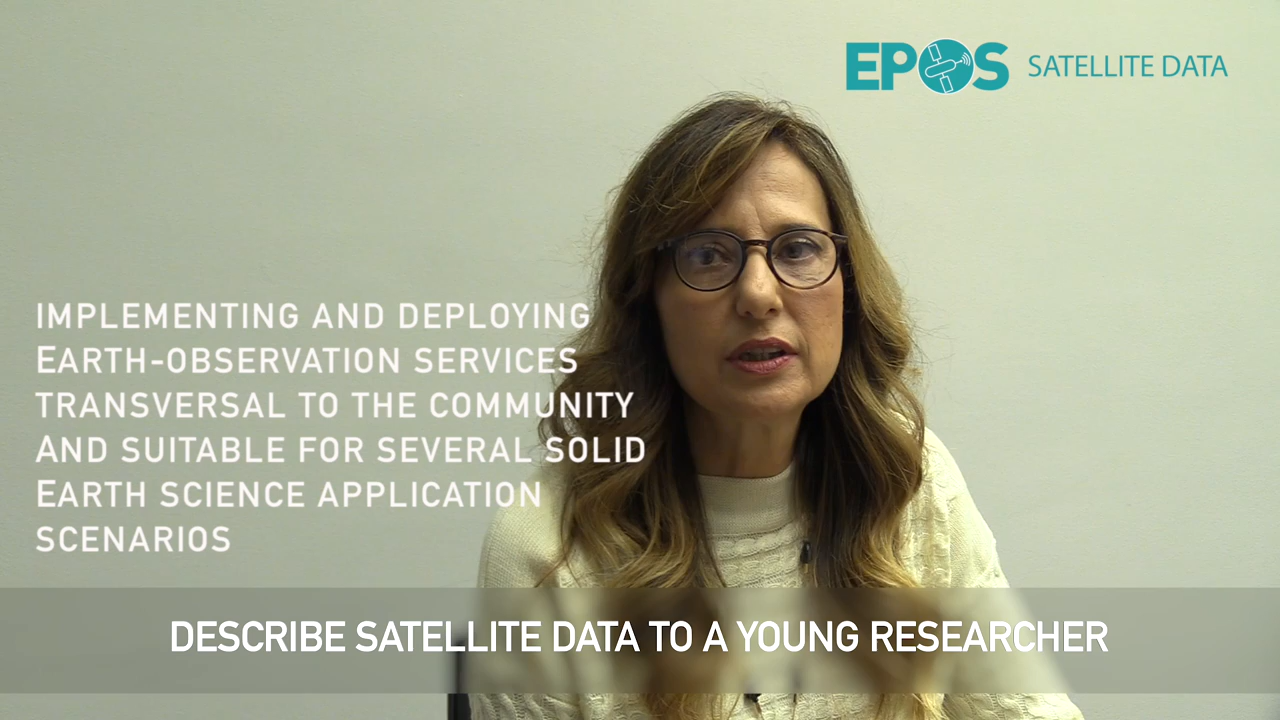 EPOS SATELLITE DATA
IMPLEMENTING AND DEPLOYING
EARTH-OBSERVATION SERVICES
TRANSVERSAL TO THE COMMUNITY
AND SUITABLE FOR SEVERAL SOLID
EARTH SCIENCE APPLICATION
SCENARIOS
DESCRIBE SATELLITE DATA TO A YOUNG RESEARCHER